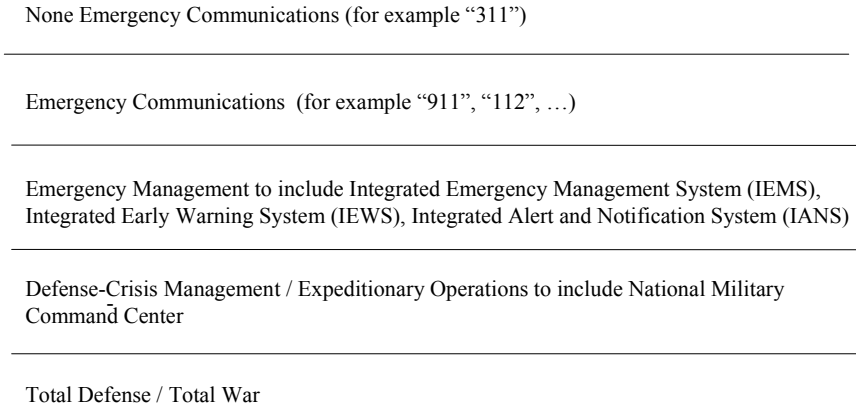 None Emergency Communications (for example “311”)
Emergency Communications  (for example “911”, “112”, …)
Emergency Management to include Integrated Emergency Management System (IEMS),
Integrated Early Warning System (IEWS), Integrated Alert and Notification System (IANS)
Defense-Crisis Management / Expeditionary Operations to include National Military
Command Center
Total Defense / Total War